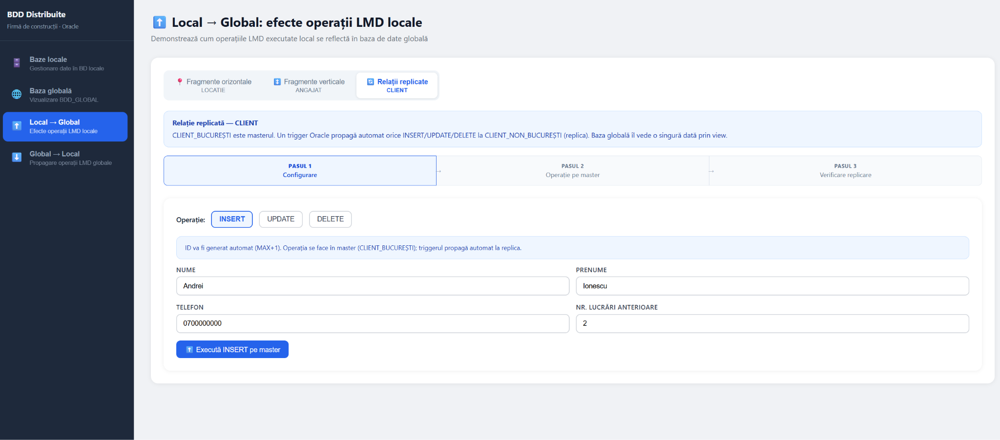 BDD Distribuite
Firmă de construcții · Oracle
Baze locale
Gestionare date în BD locale
Baza globală
Vizualizare BDD_GLOBAL
Local → Global
Efecte operații LMD locale
Global → Local
Propagare operații LMD globale
Local → Global: efecte operații LMD locale
Demonstrează cum operațiile LMD executate local se reflectă în baza de date globală
Fragmente orizontale
LOCATIE
Fragmente verticale
ANGAJAT
Relații replicate
CLIENT
Relație replicată — CLIENT
CLIENT_BUCUREȘTI este masterul. Un trigger Oracle propagă automat orice INSERT/UPDATE/DELETE la CLIENT_NON_BUCUREȘTI (replica). Baza globală îl vede o singură dată prin view.
PASUL 1
Configurare
→
PASUL 2
Operație pe master
→
PASUL 3
Verificare replicare
Operație: INSERT UPDATE DELETE
ID va fi generat automat (MAX+1). Operația se face în master (CLIENT_BUCUREȘTI); triggerul propagă automat la replica.
NUME
Andrei
PRENUME
Ionescu
TELEFON
0700000000
NR. LUCRĂRI ANTERIOARE
2
Execută INSERT pe master